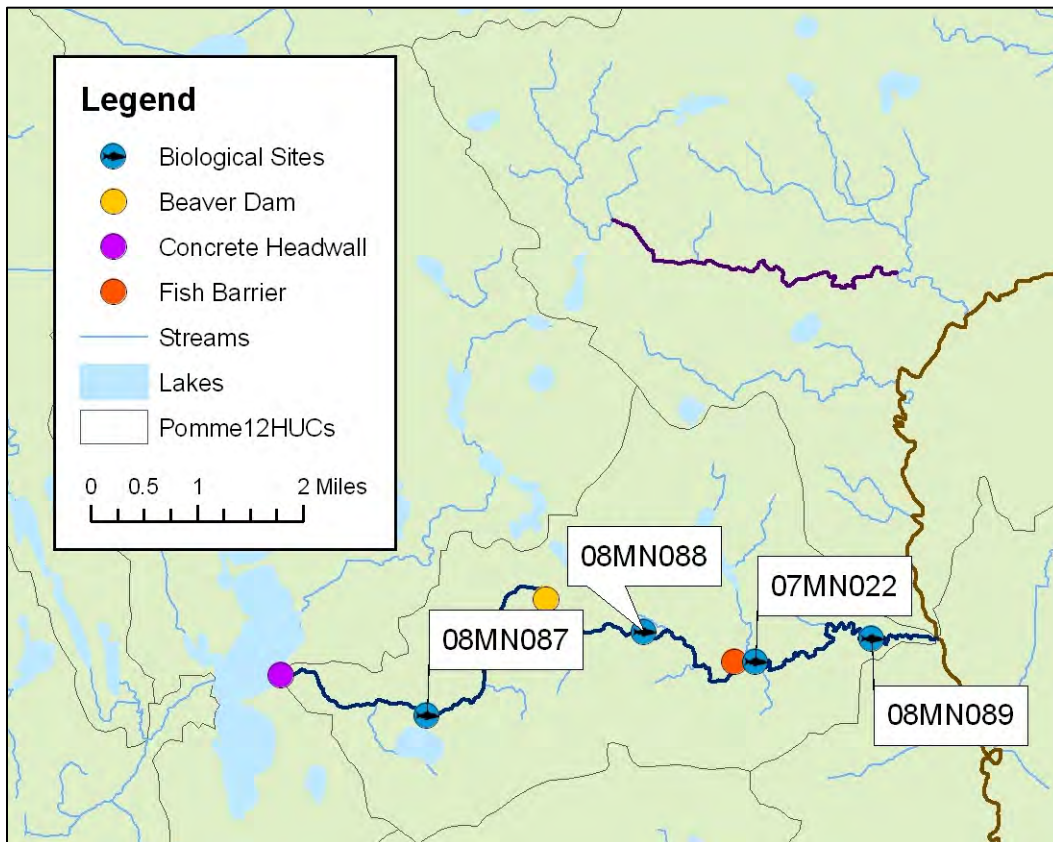 Legend
Biological Sites
Beaver Dam
Concrete Headwall
Fish Barrier
Streams
Lakes
Pomme12HUCs
0 0.5 1 2 Miles
08MN088
07MN022
08MN087
08MN089